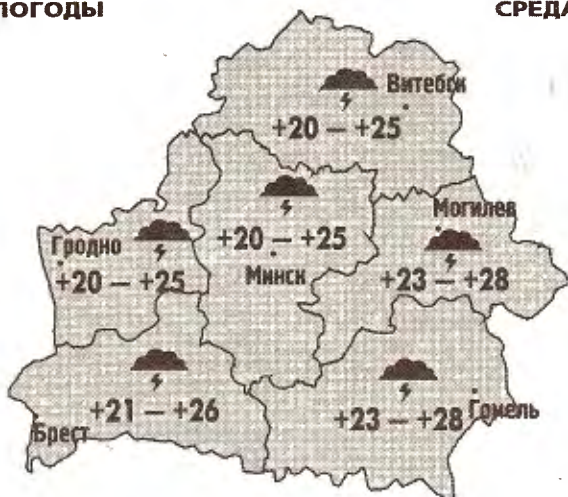 ПОГОДЫ
СРЕДА
Витебск
+20 — +25
+20 — +25
Минск
Могилев
+23 — +28
Гродно
+20 — +25
+21 — +26
Брест
+23 — +28
Гомель